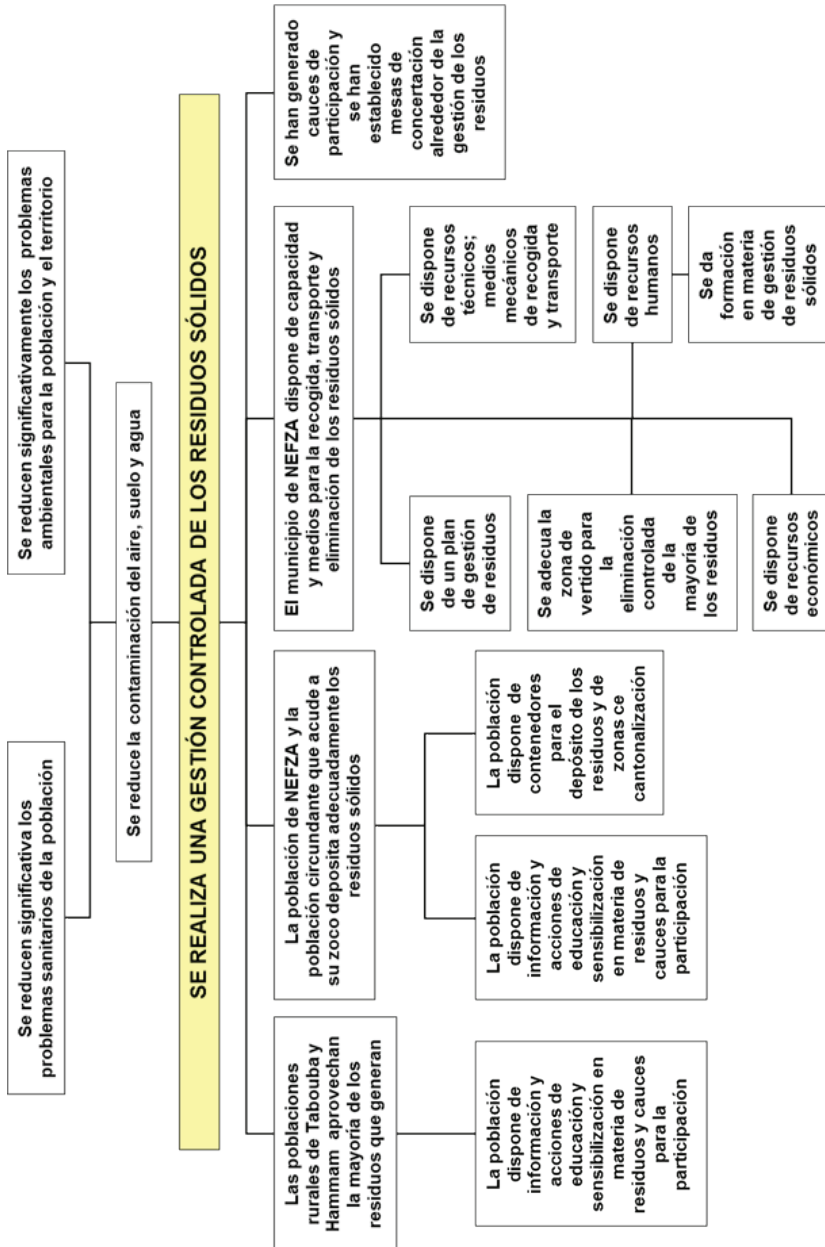 Se reducen significativa los
problemas sanitarios de la población
Se reducen significativamente los problemas
ambientales para la población y el territorio
Se reduce la contaminación del aire, suelo y agua
SE REALIZA UNA GESTIÓN CONTROLADA DE LOS RESIDUOS SÓLIDOS
Las poblaciones
rurales de Tabouba y
Hammam aprovechan
la mayoría de los
residuos que generan
La población de NEFZA y la
población circundante que acude a
su zoco deposita adecuadamente los
residuos sólidos
El municipio de NEFZA dispone de capacidad
y medios para la recogida, transporte y
eliminación de los residuos sólidos
Se han generado
cauces de
participación y
se han
establecido
mesas de
concertación
alrededor de la
gestión de los
residuos
La población
dispone de
información y
acciones de
educación y
sensibilización en
materia de
residuos y cauces
para la
participación
La población
dispone de
información y
acciones de
educación y
sensibilización
en materia de
residuos y
cauces para la
participación
La población
dispone de
contenedores
para el
depósito de los
residuos y de
zonas ce
cantonalización
Se dispone
de un plan
de gestión
de residuos
Se dispone
de recursos
técnicos;
medios
mecánicos
de recogida
y transporte
Se adecua la
zona de
vertido para
la
eliminación
controlada
de la
mayoría de
los residuos
Se dispone
de recursos
humanos
Se da
formación
en materia
de gestión
de residuos
sólidos
Se dispone
de recursos
económicos